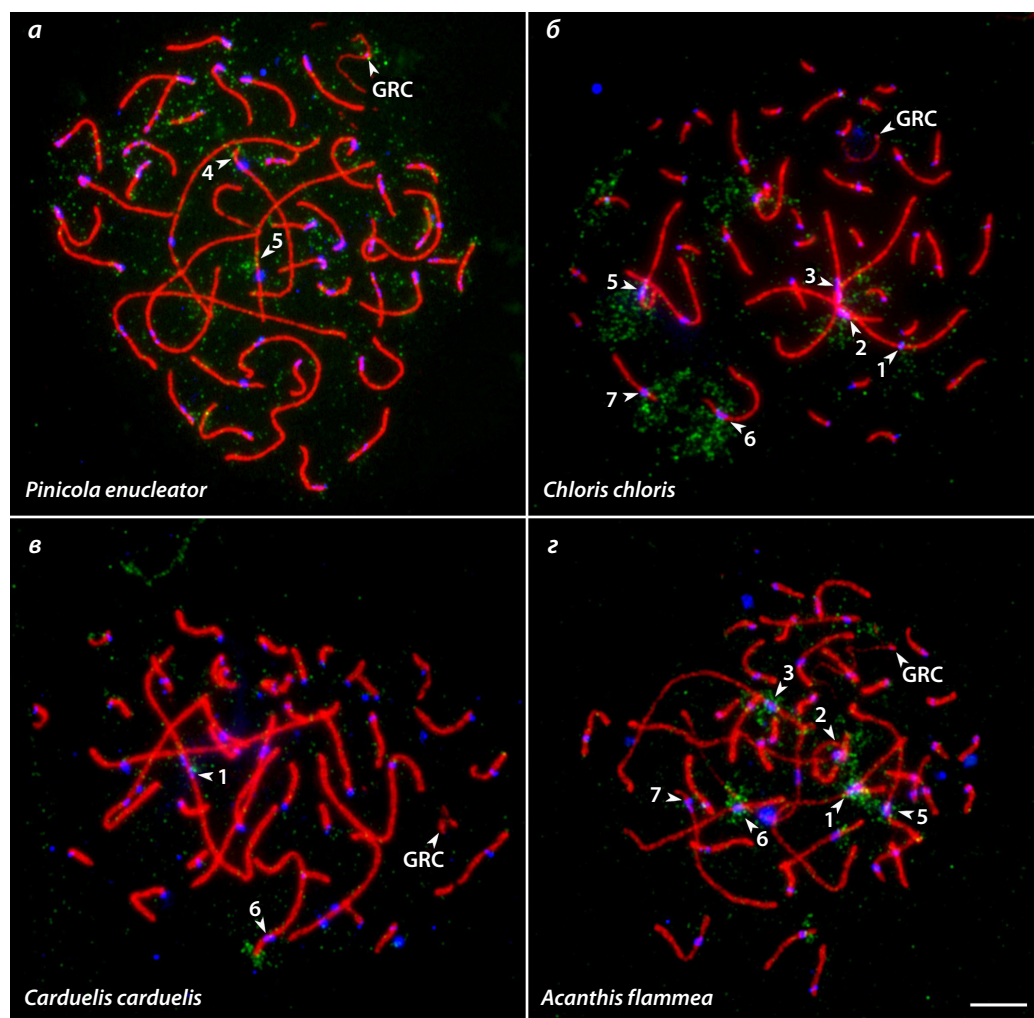 а
GRC
4
5
Pinicola enucleator
б
GRC
3
5
2
1
7
6
Chloris chloris
в
1
GRC
6
Carduelis carduelis
г
GRC
3
2
7
1
5
6
Acanthis flammea